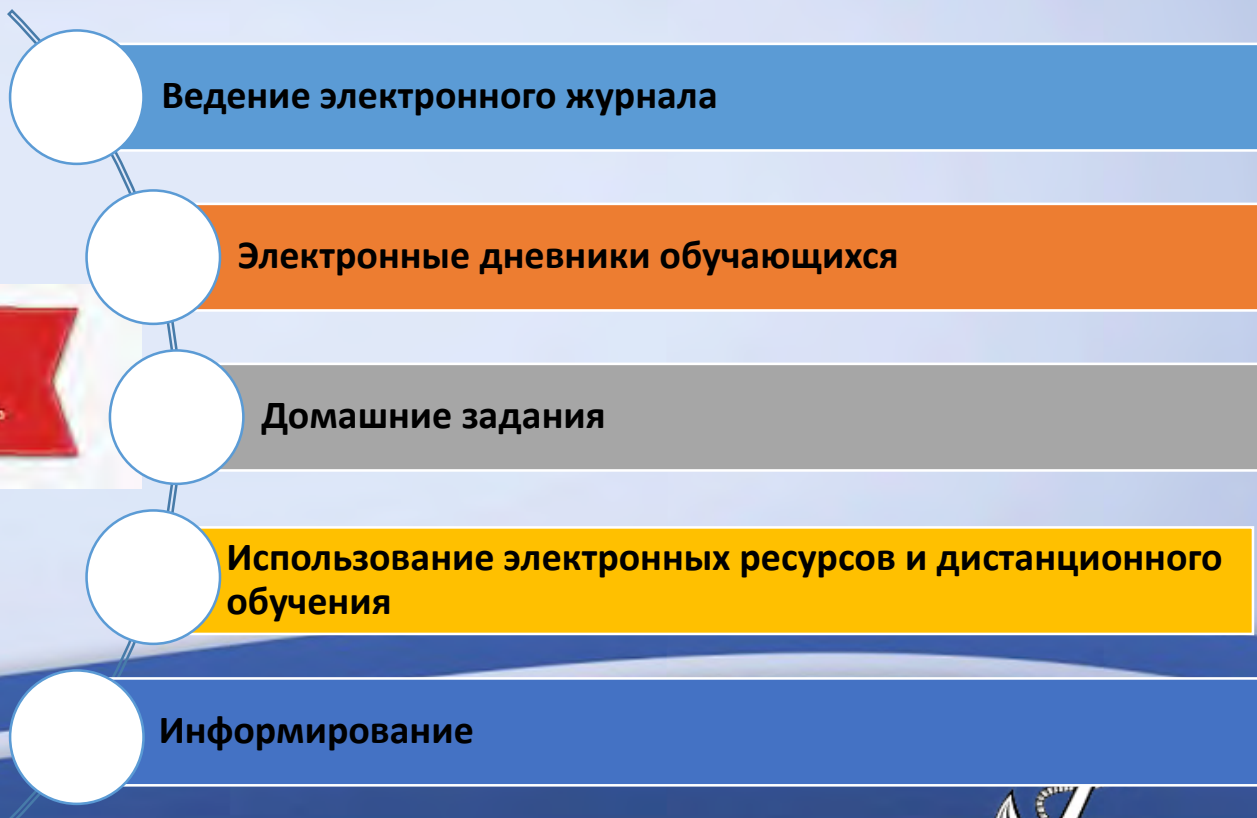 Ведение электронного журнала
Электронные дневники обучающихся
Домашние задания
Использование электронных ресурсов и дистанционного
обучения
Информирование